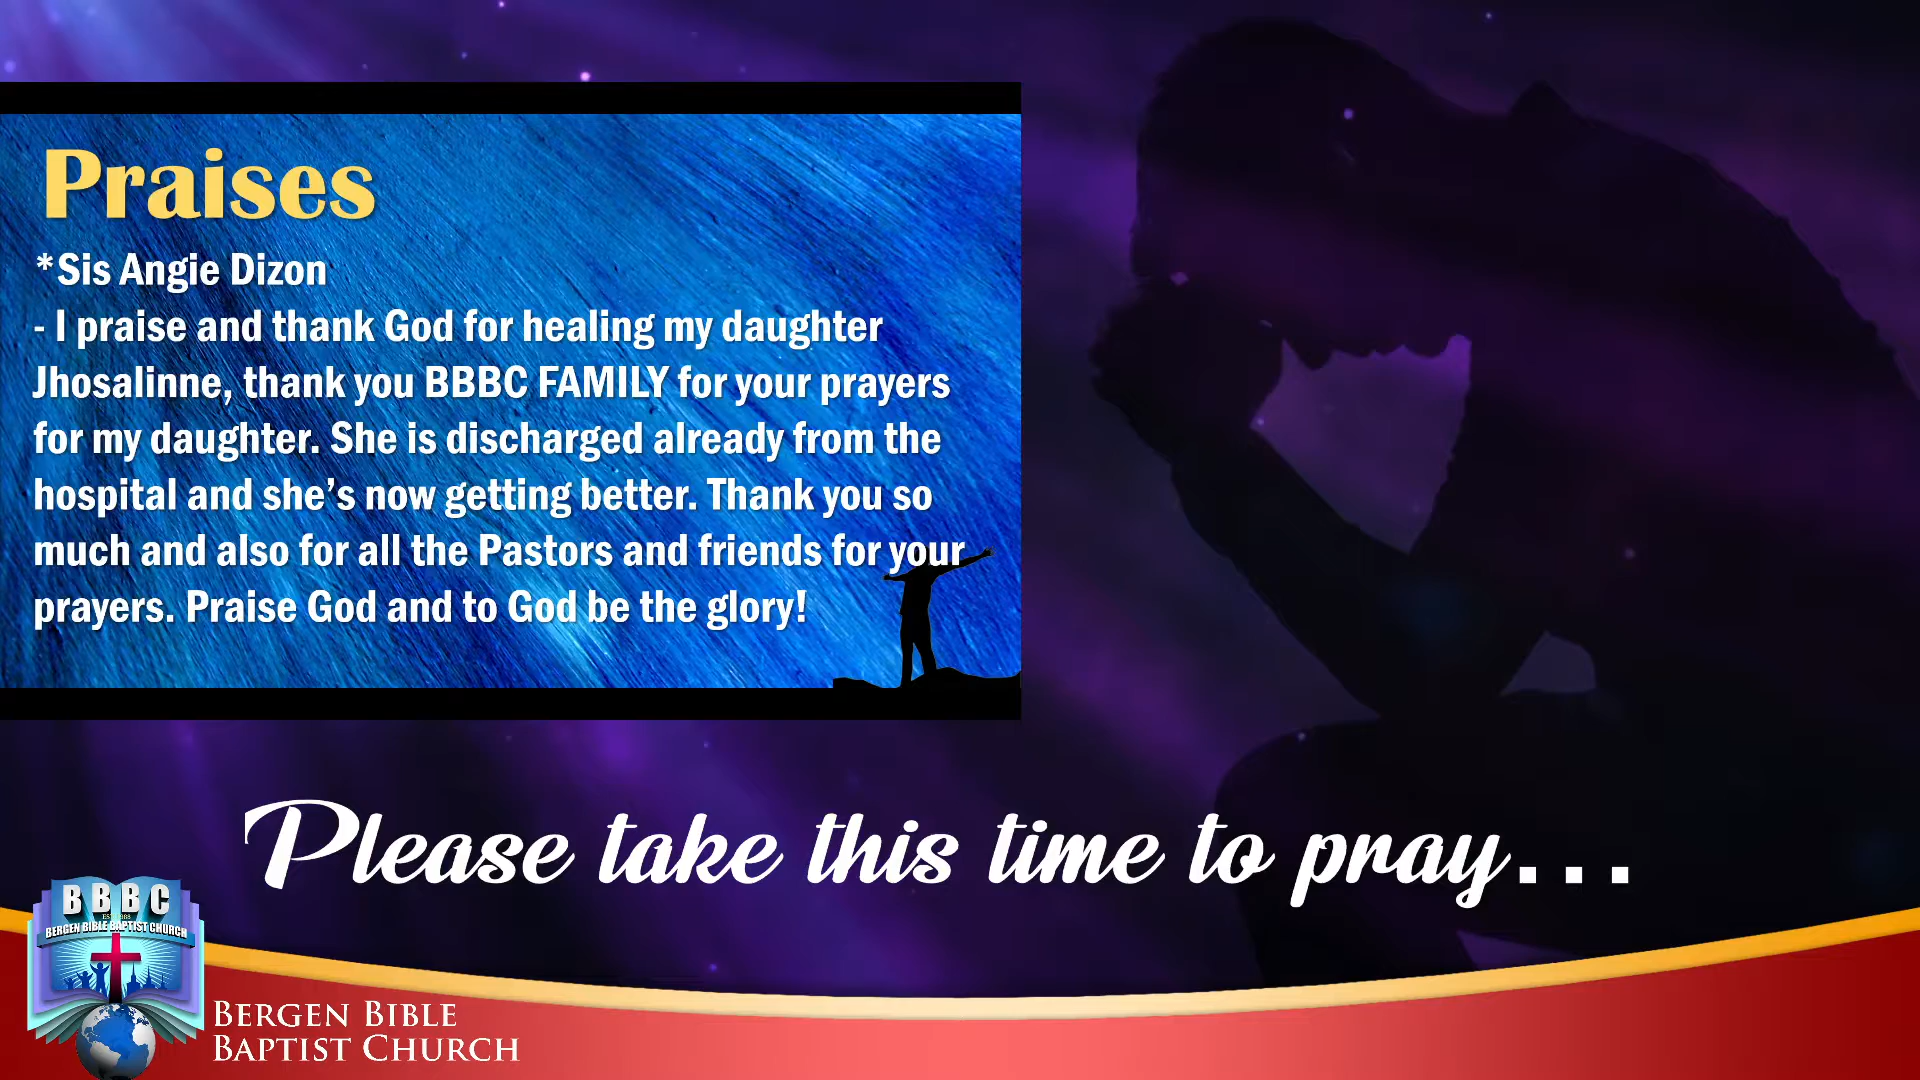 Praises
*Sis Angie Dizon
- I praise and thank God for healing my daughter
Jhosalinne, thank you BBBC FAMILY for your prayers
for my daughter. She is discharged already from the
hospital and she’s now getting better. Thank you so
much and also for all the Pastors and friends for your
prayers. Praise God and to God be the glory!
Please take this time to pray...
B B B C
BERGEN BIBLE BAPTIST CHURCH
BERGEN BIBLE
BAPTIST CHURCH